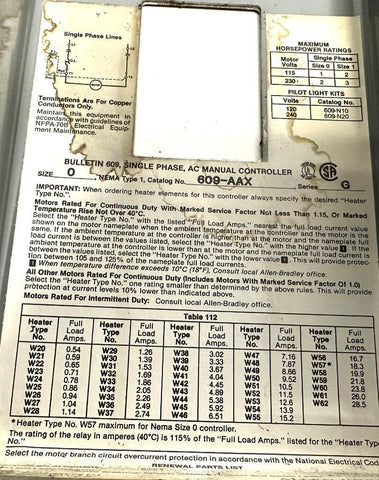 Single Phase Lines
L1
L2
Terminations Are For Copper
Conductors Only.
Maintain this equipment in
accordance with guidelines of
NFPA-70B Electrical Equip-
ment Maintenance.
MAXIMUM
HORSEPOWER RATINGS
Motor Volts Single Phase
Size 0 Size 1
115 1 2
230 2 3
PILOT LIGHT KITS
Volts Catalog No.
120 609-N10
240 609-N20
BULLETIN 609, SINGLE PHASE, AC MANUAL CONTROLLER
SIZE 0 NEMA Type 1, Catalog No. 609-AAX Series G
IMPORTANT: When ordering heater elements for this controller always specify the desired "Heater
Type No.".
Motors Rated For Continuous Duty With Marked Service Factor Not Less Than 1.15, Or Marked
Temperature Rise Not Over 40°C.
Select the "Heater Type No." with the listed "Full Load Amps." nearest the full load current value
shown on the motor nameplate when the ambient temperature at the controller and the motor is the
same. If the ambient temperature at the controller is higher than at the motor and the nameplate full
load current is between the values listed, select the "Heater Type No." with the higher value 1. If the
ambient temperature at the controller is lower than at the motor and the nameplate current is
between the values listed, select the "Heater Type No." with the lower value 1. This will provide protec-
tion between 105 and 125% of the nameplate full load currents.
1 When temperature difference exceeds 10°C (18°F), Consult local Allen-Bradley office.
All Other Motors Rated For Continuous Duty (Includes Motors With Marked Service Factor Of 1.0)
Select the "Heater Type No." one rating smaller than determined by the above rules. This will provide
protection at current levels 10% lower than indicated above.
Motors Rated For Intermittent Duty: Consult local Allen-Bradley office.
Table 112
Heater Type No. Full Load Amps. Heater Type No. Full Load Amps. Heater Type No. Full Load Amps. Heater Type No. Full Load Amps. Heater Type No. Full Load Amps.
W20 0.54 W29 1.26 W38 3.02 W47 7.16 W56 16.7
W21 0.59 W30 1.39 W39 3.33 W48 7.87 W57* 18.3
W22 0.65 W31 1.53 W40 3.67 W49 8.66 W58 19.9
W23 0.71 W32 1.69 W41 4.04 W50 9.52 W59 21.8
W24 0.78 W33 1.86 W42 4.45 W51 10.5 W60 23.8
W25 0.86 W34 2.05 W43 4.89 W52 11.5 W61 26.0
W26 0.94 W35 2.26 W44 5.38 W53 12.6 W62 28.5
W27 1.04 W36 2.49 W45 5.92 W54 13.9
W28 1.14 W37 2.74 W46 6.51 W55 15.2
*Heater Type No. W57 maximum for Nema Size 0 controller.
The rating of the relay in amperes (40°C) is 115% of the "Full Load Amps." listed for the "Heater Type
No.".
Select the motor branch circuit overcurrent protection in accordance with the National Electrical Code.
RENEWAL PARTS LIST